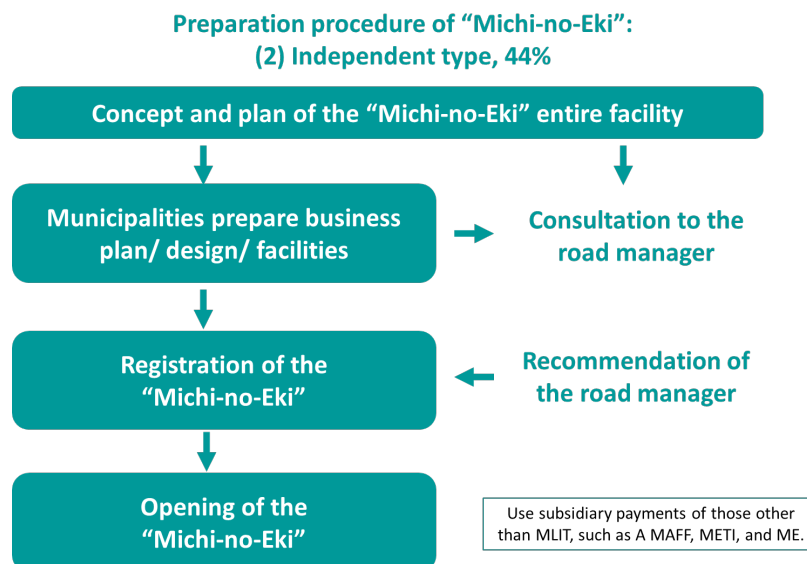 Preparation procedure of “Michi-no-Eki”:
(2) Independent type, 44%
Concept and plan of the “Michi-no-Eki” entire facility
Municipalities prepare business
plan/ design/ facilities
Consultation to the
road manager
Registration of the
“Michi-no-Eki”
Recommendation of
the road manager
Opening of the
“Michi-no-Eki”
Use subsidiary payments of those other
than MLIT, such as A MAFF, METI, and ME.